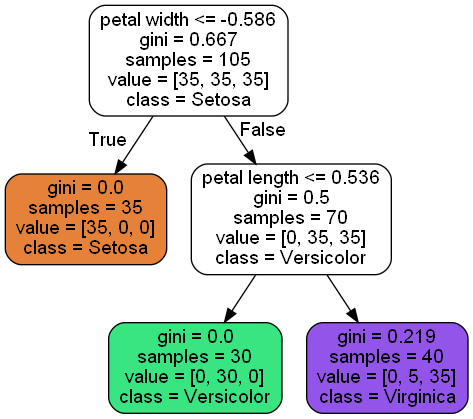 petal width <= -0.586
gini = 0.667
samples = 105
value = [35, 35, 35]
class = Setosa
True
False
gini = 0.0
samples = 35
value = [35, 0, 0]
class = Setosa
petal length <= 0.536
gini = 0.5
samples = 70
value = [0, 35, 35]
class = Versicolor
gini = 0.0
samples = 30
value = [0, 30, 0]
class = Versicolor
gini = 0.219
samples = 40
value = [0, 5, 35]
class = Virginica